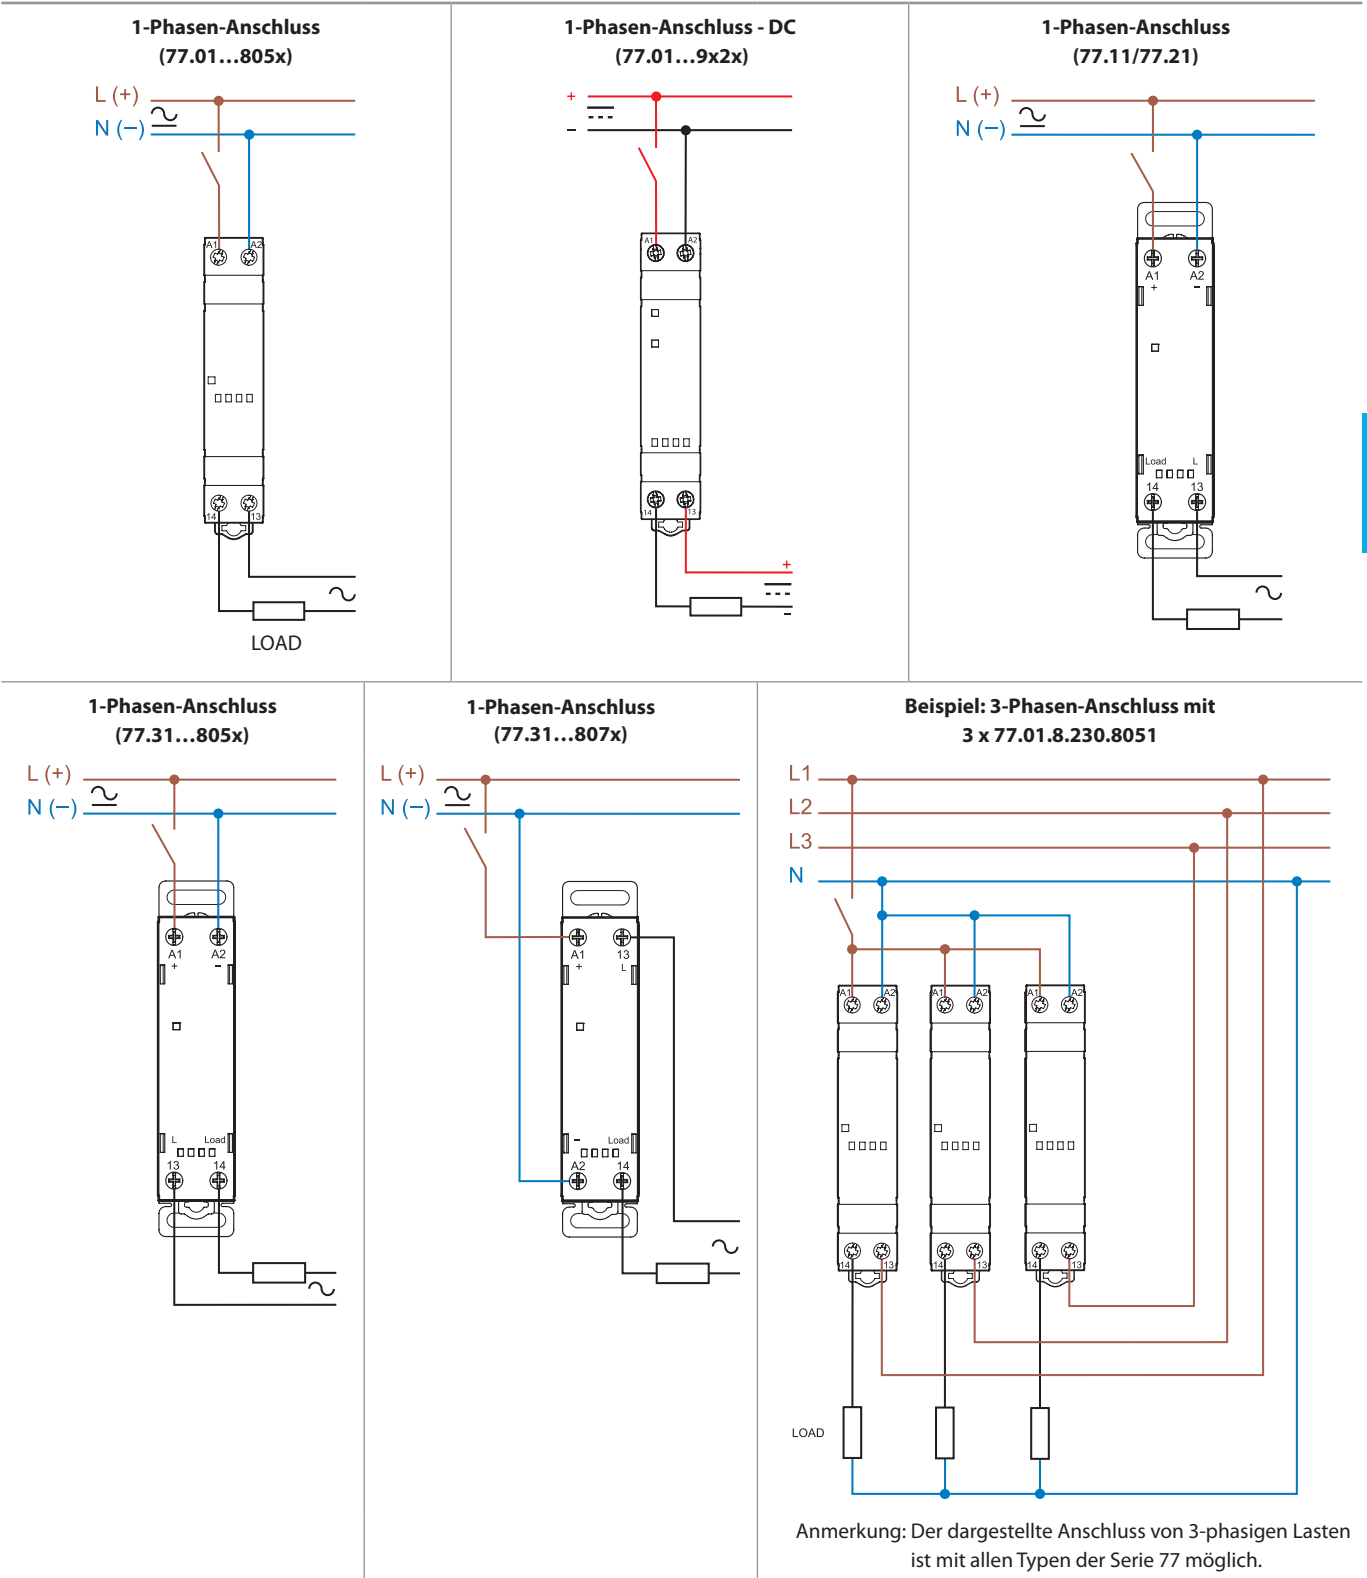 1-Phasen-Anschluss
(77.01…805x)
L (+)
N (−)
A1 A2
14 13
LOAD
1-Phasen-Anschluss - DC
(77.01…9x2x)
+
−
A1 A2
14 13
+
-
1-Phasen-Anschluss
(77.11/77.21)
L (+)
N (−)
A1 A2
+ -
Load L
14 13
1-Phasen-Anschluss
(77.31…805x)
L (+)
N (−)
A1 A2
+ -
L Load
13 14
1-Phasen-Anschluss
(77.31…807x)
L (+)
N (−)
A1 13
+ L
- Load
A2 14
Beispiel: 3-Phasen-Anschluss mit
3 x 77.01.8.230.8051
L1
L2
L3
N
A1 A2 A1 A2 A1 A2
14 13 14 13 14 13
LOAD
Anmerkung: Der dargestellte Anschluss von 3-phasigen Lasten
ist mit allen Typen der Serie 77 möglich.